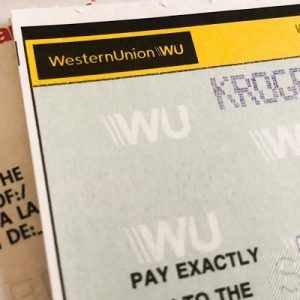 WesternUnion WU
KROG
WU
WU
WU
THE
OF:/
A LA
DE:
PAY EXACTLY
TO THE